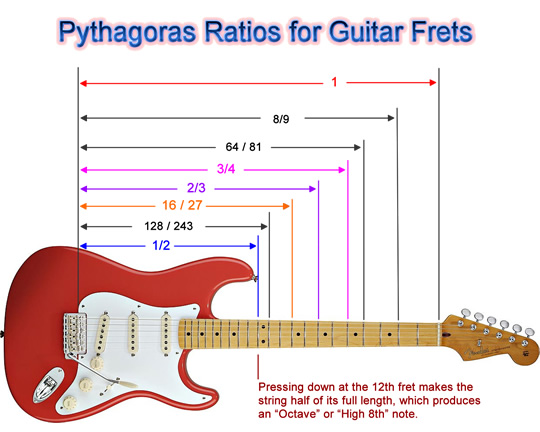 Pythagoras Ratios for Guitar Frets
1
8/9
64 / 81
3/4
2/3
16 / 27
128 / 243
1/2
Pressing down at the 12th fret makes the
string half of its full length, which produces
an “Octave” or “High 8th” note.